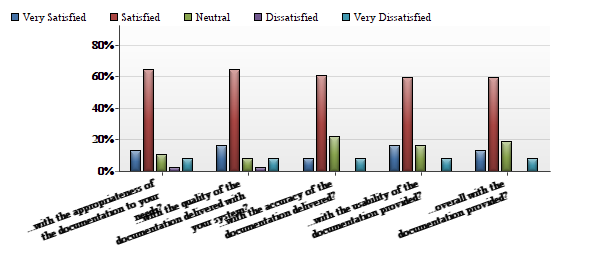 Very Satisfied Satisfied Neutral Dissatisfied Very Dissatisfied
80%
60%
40%
20%
0%
...with the appropriateness of
the documentation to your
needs?
...with the quality of the
documentation delivered with
your system?
...with the accuracy of the
documentation delivered?
...with the usability of the
documentation provided?
...overall with the
documentation provided?